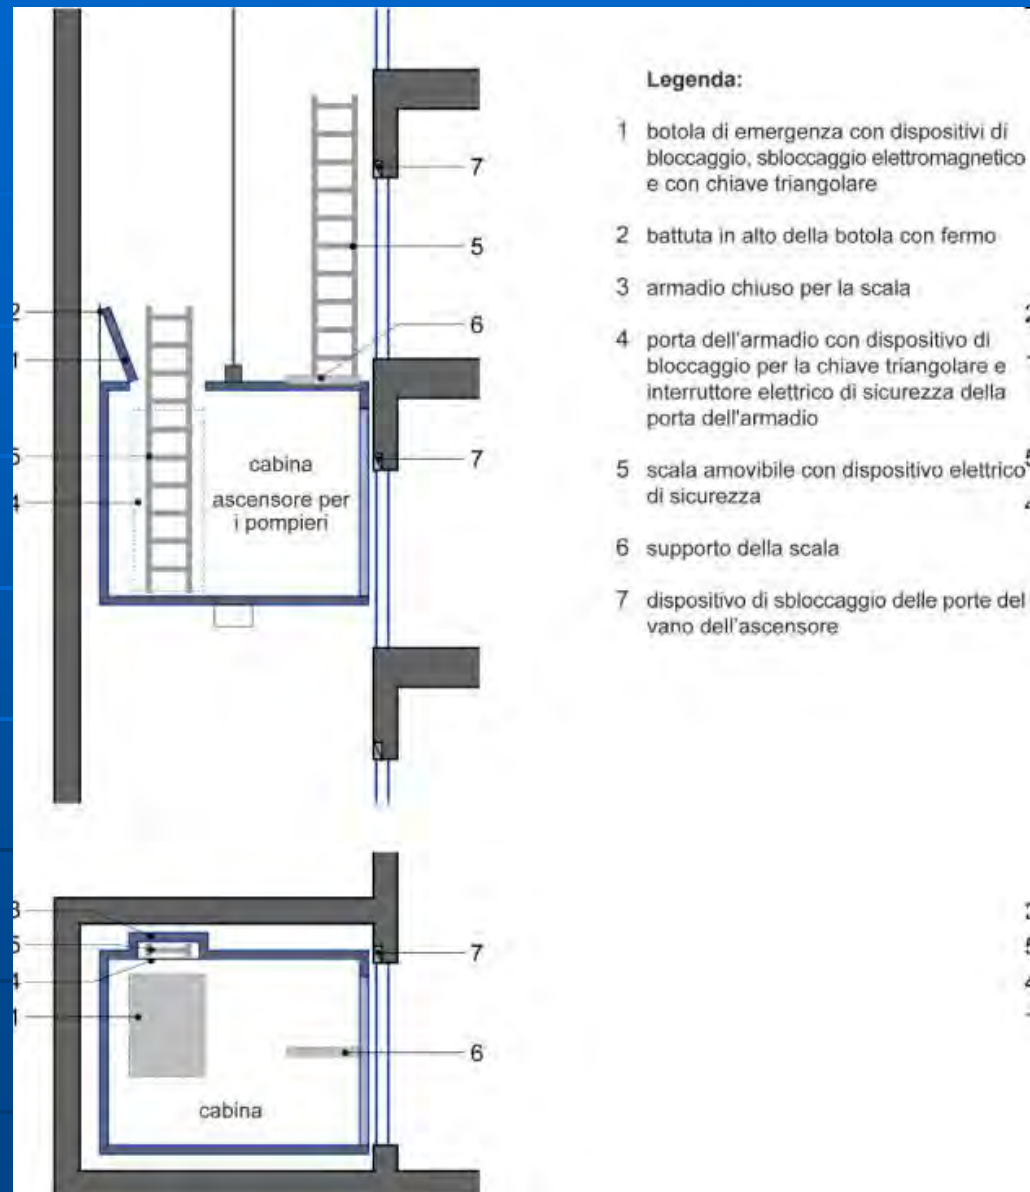 Legenda:
1 botola di emergenza con dispositivi di
bloccaggio, sbloccaggio elettromagnetico
e con chiave triangolare
2 battuta in alto della botola con fermo
3 armadio chiuso per la scala
4 porta dell'armadio con dispositivo di
bloccaggio per la chiave triangolare e
interruttore elettrico di sicurezza della
porta dell'armadio
5 scala amovibile con dispositivo elettrico
di sicurezza
6 supporto della scala
7 dispositivo di sbloccaggio delle porte del
vano dell'ascensore
7
5
6
7
2
1
5
4
cabina
ascensore per
i pompieri
3
5
4
1
7
6
cabina